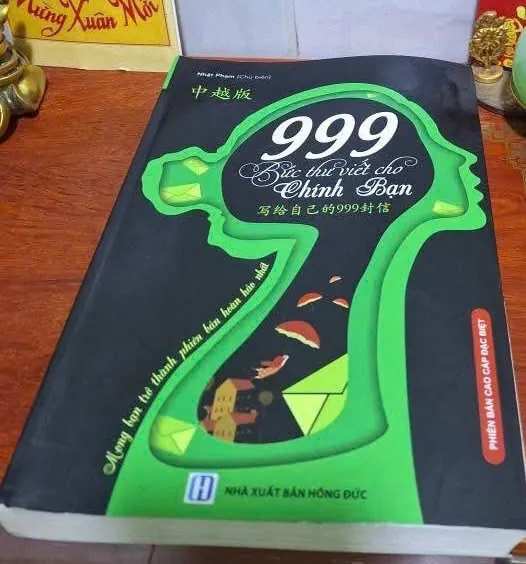 Mừng Xuân Mới
Nhật Phạm (Chủ biên)
中越版
999
Bức thư viết cho
Chính Bạn
写给自己的999封信
Mong bạn trở thành phiên bản hoàn hảo nhất
PHIÊN BẢN CAO CẤP ĐẶC BIỆT
NHÀ XUẤT BẢN HỒNG ĐỨC